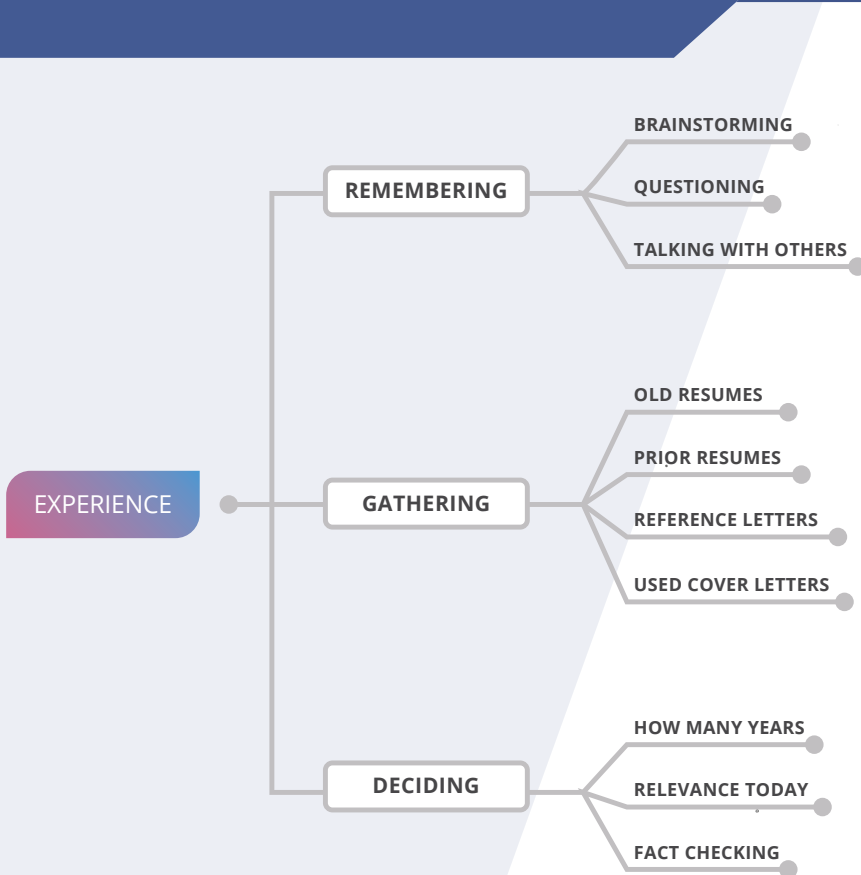 BRAINSTORMING
REMEMBERING
QUESTIONING
TALKING WITH OTHERS
OLD RESUMES
PRIOR RESUMES
EXPERIENCE
GATHERING
REFERENCE LETTERS
USED COVER LETTERS
HOW MANY YEARS
DECIDING
RELEVANCE TODAY
FACT CHECKING